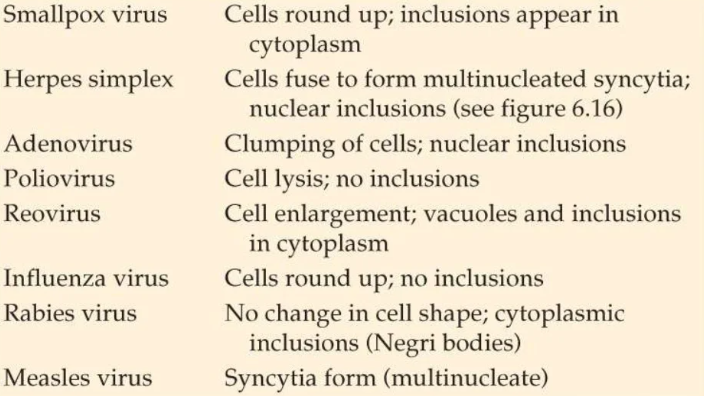 Smallpox virus Cells round up; inclusions appear in
cytoplasm
Herpes simplex Cells fuse to form multinucleated syncytia;
nuclear inclusions (see figure 6.16)
Adenovirus Clumping of cells; nuclear inclusions
Poliovirus Cell lysis; no inclusions
Reovirus Cell enlargement; vacuoles and inclusions
in cytoplasm
Influenza virus Cells round up; no inclusions
Rabies virus No change in cell shape; cytoplasmic
inclusions (Negri bodies)
Measles virus Syncytia form (multinucleate)